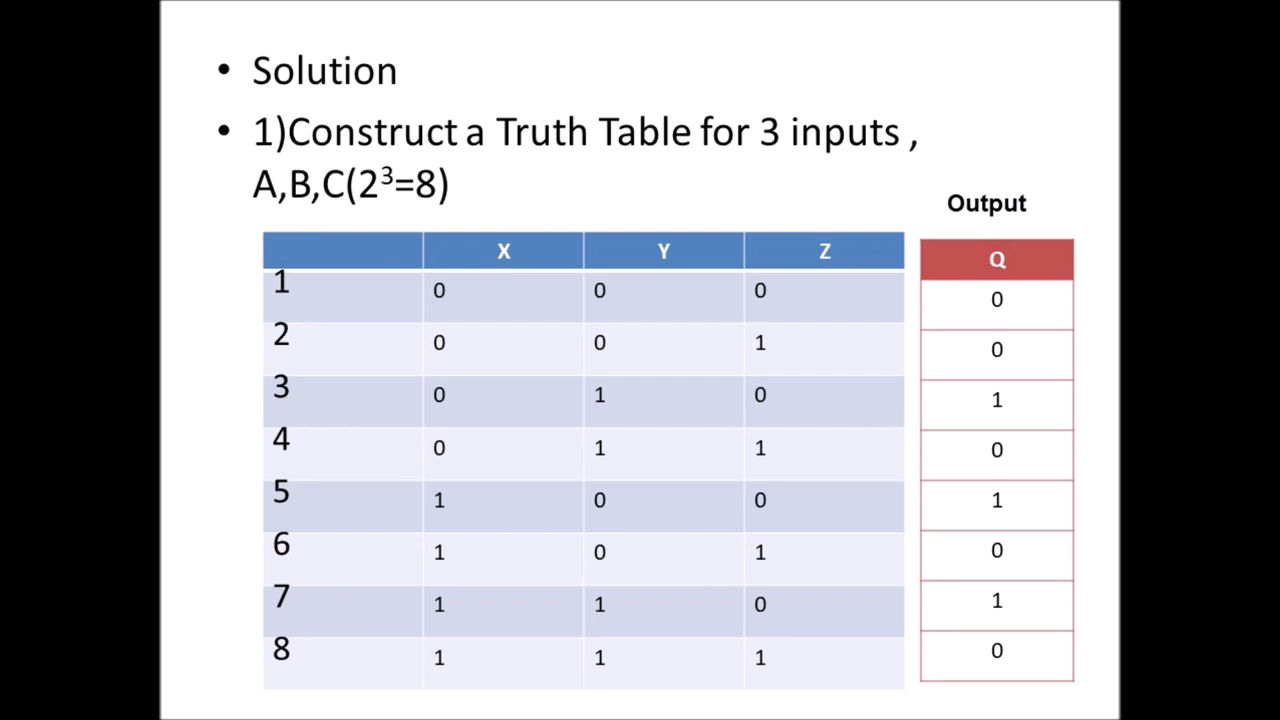 • Solution
• 1)Construct a Truth Table for 3 inputs ,
A,B,C(2³=8)
Output
X Y Z Q
1 0 0 0 0
2 0 0 1 0
3 0 1 0 1
4 0 1 1 0
5 1 0 0 1
6 1 0 1 0
7 1 1 0 1
8 1 1 1 0